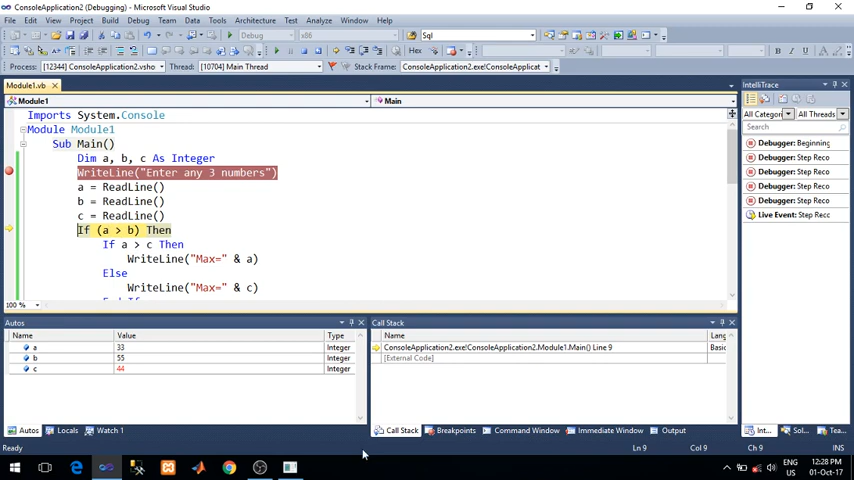 ConsoleApplication2 (Debugging) - Microsoft Visual Studio
File Edit View Project Build Debug Team Data Tools Architecture Test Analyze Window Help
Debug x86 Sql
Hex
Process: [12344] ConsoleApplication2.vsho Thread: [10704] Main Thread Stack Frame: ConsoleApplication2.exe!ConsoleApplicat
Module1.vb
Module1 Main
Imports System.Console
Module Module1
Sub Main()
Dim a, b, c As Integer
WriteLine("Enter any 3 numbers")
a = ReadLine()
b = ReadLine()
c = ReadLine()
If (a > b) Then
If a > c Then
WriteLine("Max=" & a)
Else
WriteLine("Max=" & c)
100 %
IntelliTrace
All Categor All Threads
Search
Debugger: Beginning
Debugger: Step Reco
Debugger: Step Reco
Debugger: Step Reco
Debugger: Step Reco
Live Event: Step Reco
Autos
Name Value Type
a 33 Integer
b 55 Integer
c 44 Integer
Autos Locals Watch 1
Call Stack
Name Lang
ConsoleApplication2.exe!ConsoleApplication2.Module1.Main() Line 9 Basic
[External Code]
Call Stack Breakpoints Command Window Immediate Window Output
Int... Sol... Tea...
Ready Ln 9 Col 9 Ch 9 INS
ENG 12:28 PM
US 01-Oct-17